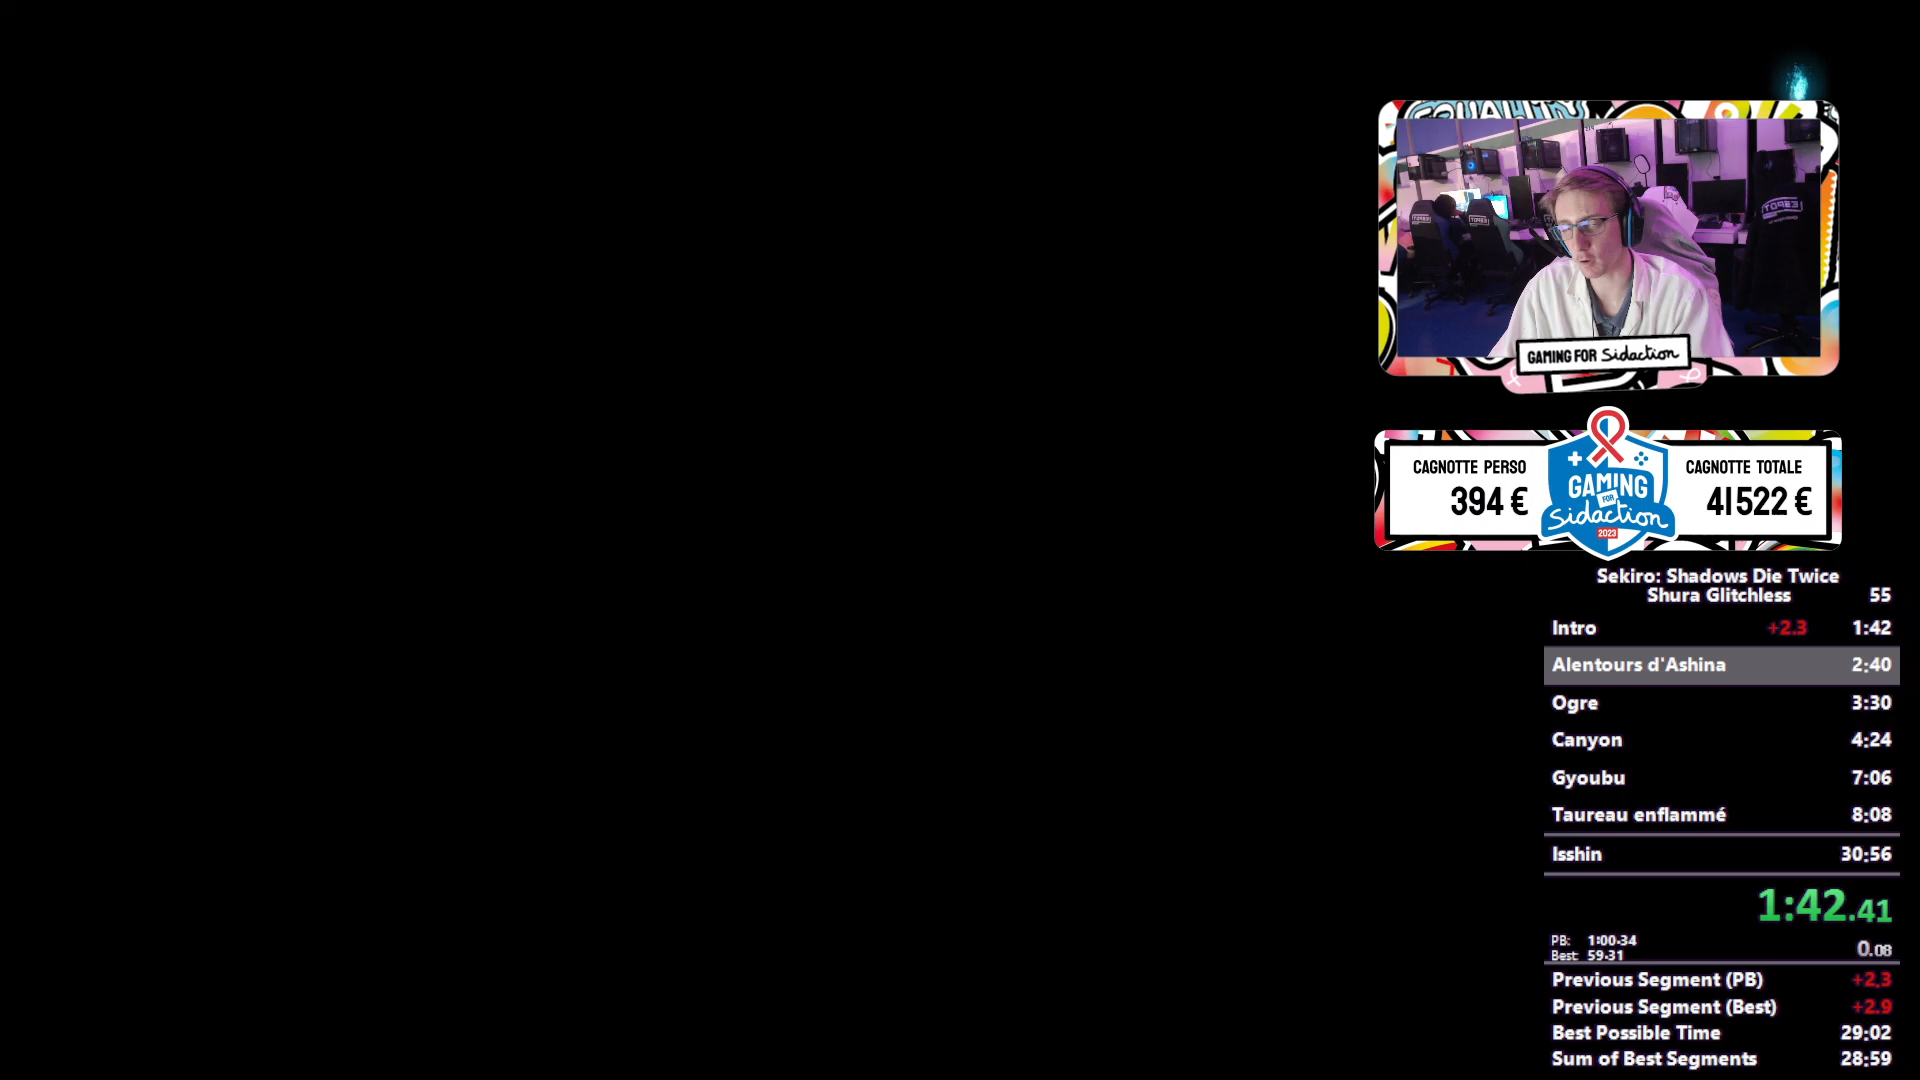 EQUALITY
GAMING FOR Sidaction
CAGNOTTE PERSO
394 €
GAMING
FOR
Sidaction
2023
CAGNOTTE TOTALE
41522 €
Sekiro: Shadows Die Twice
Shura Glitchless 55
Intro +2.3 1:42
Alentours d'Ashina 2:40
Ogre 3:30
Canyon 4:24
Gyoubu 7:06
Taureau enflammé 8:08
Isshin 30:56
1:42.41
PB: 1:00.34 0.08
Best: 59.31
Previous Segment (PB) +2.3
Previous Segment (Best) +2.9
Best Possible Time 29:02
Sum of Best Segments 28:59